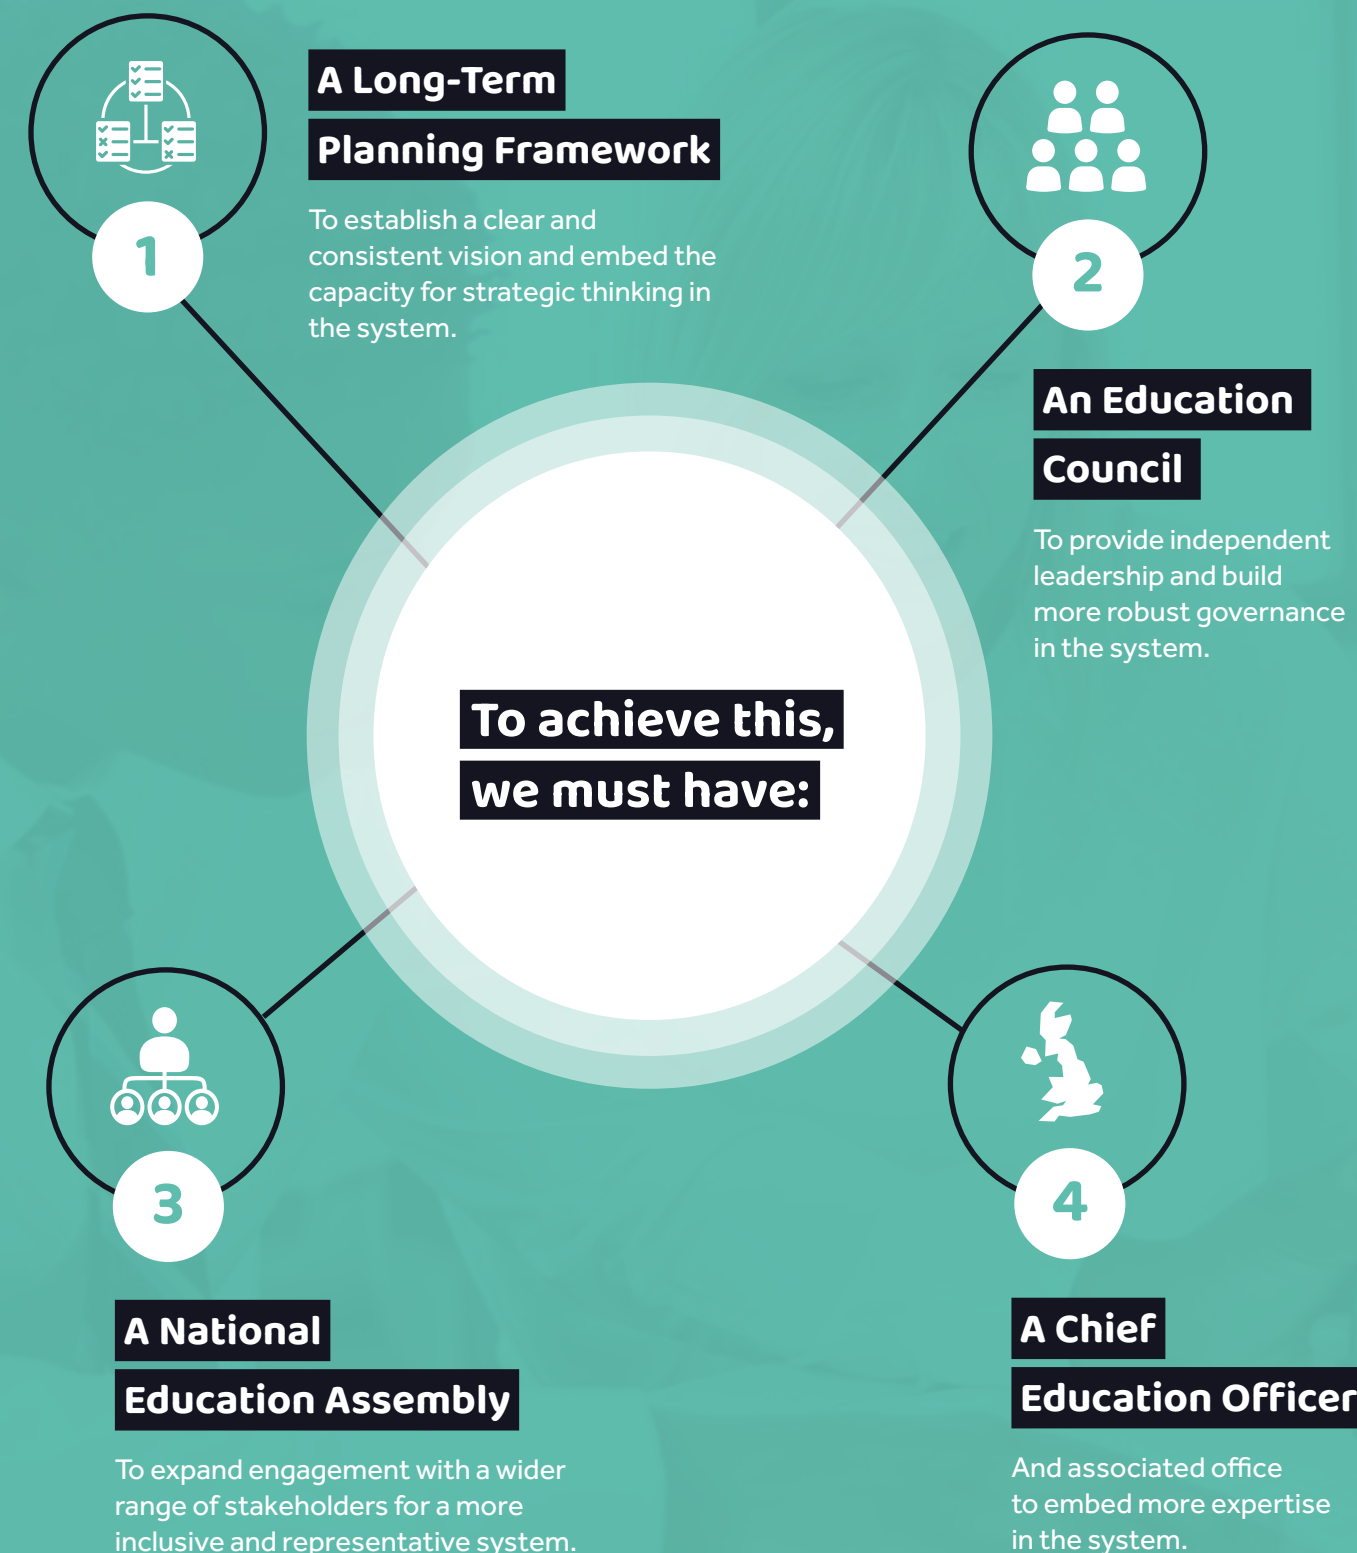 1
A Long-Term
Planning Framework
To establish a clear and
consistent vision and embed the
capacity for strategic thinking in
the system.
2
An Education
Council
To provide independent
leadership and build
more robust governance
in the system.
To achieve this,
we must have:
3
A National
Education Assembly
To expand engagement with a wider
range of stakeholders for a more
inclusive and representative system.
4
A Chief
Education Officer
And associated office
to embed more expertise
in the system.